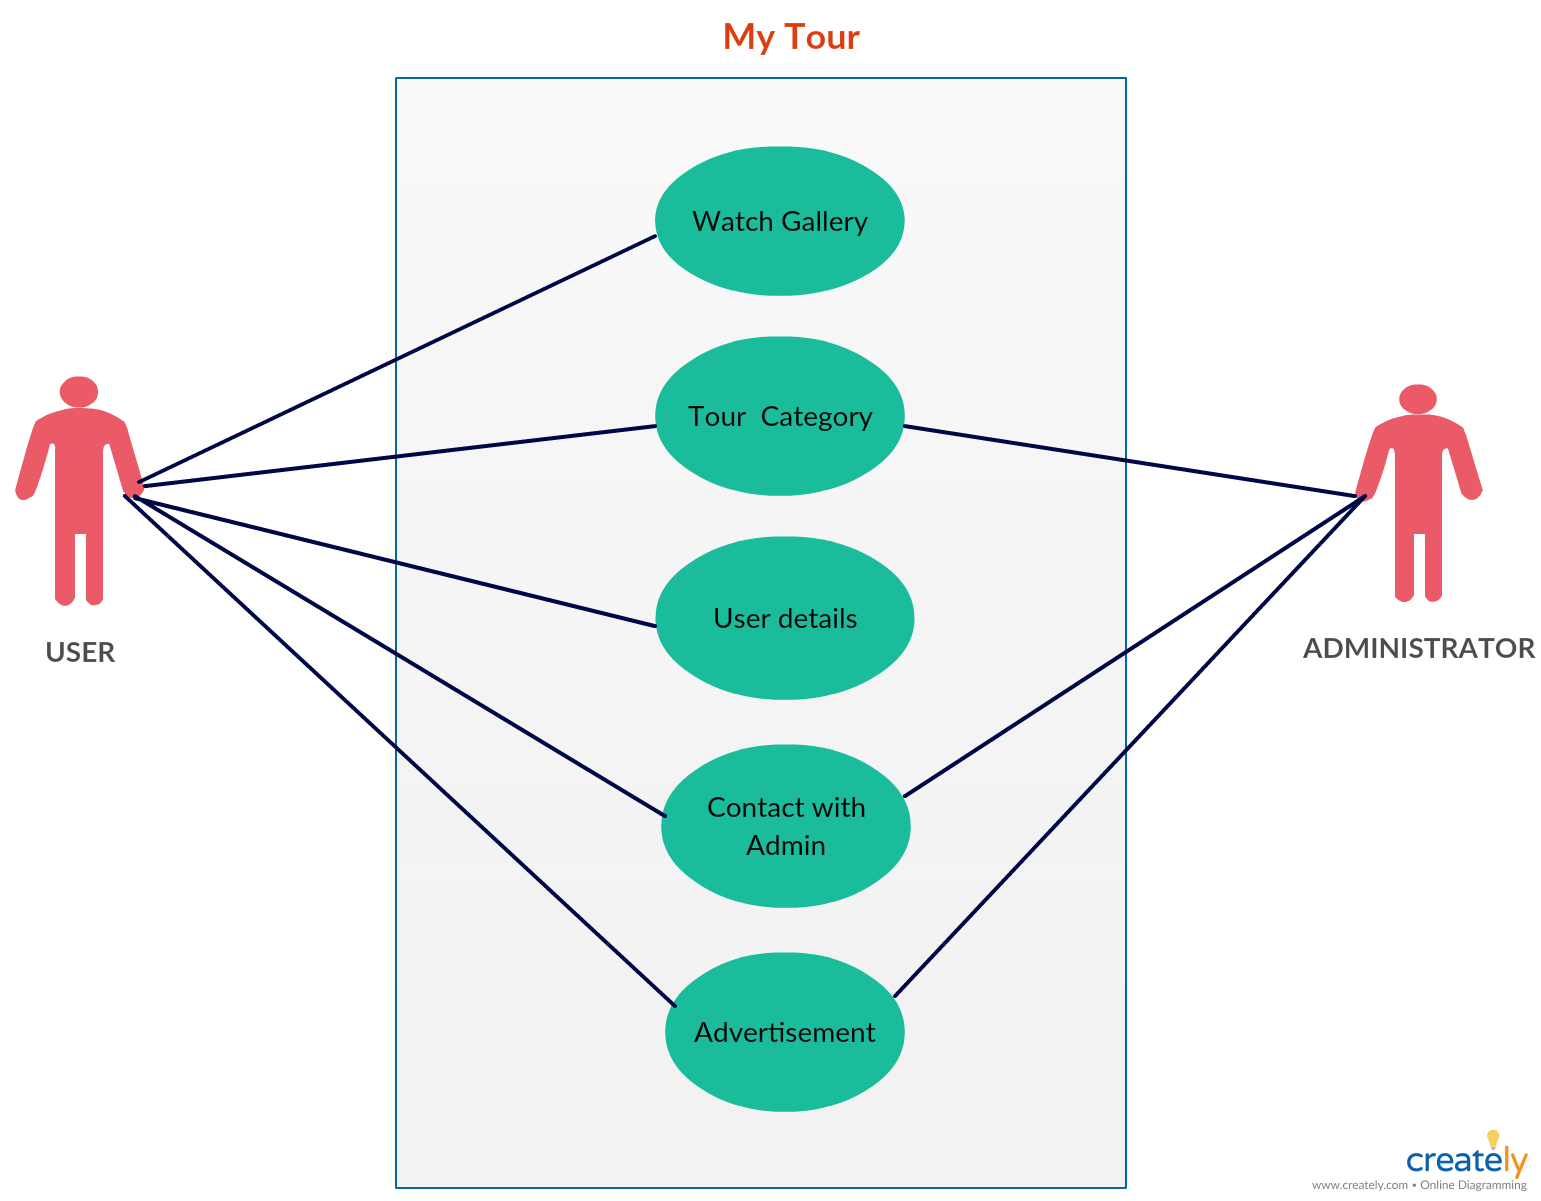 My Tour
Watch Gallery
Tour Category
User details
USER
ADMINISTRATOR
Contact with
Admin
Advertisement
creately
www.creately.com • Online Diagramming